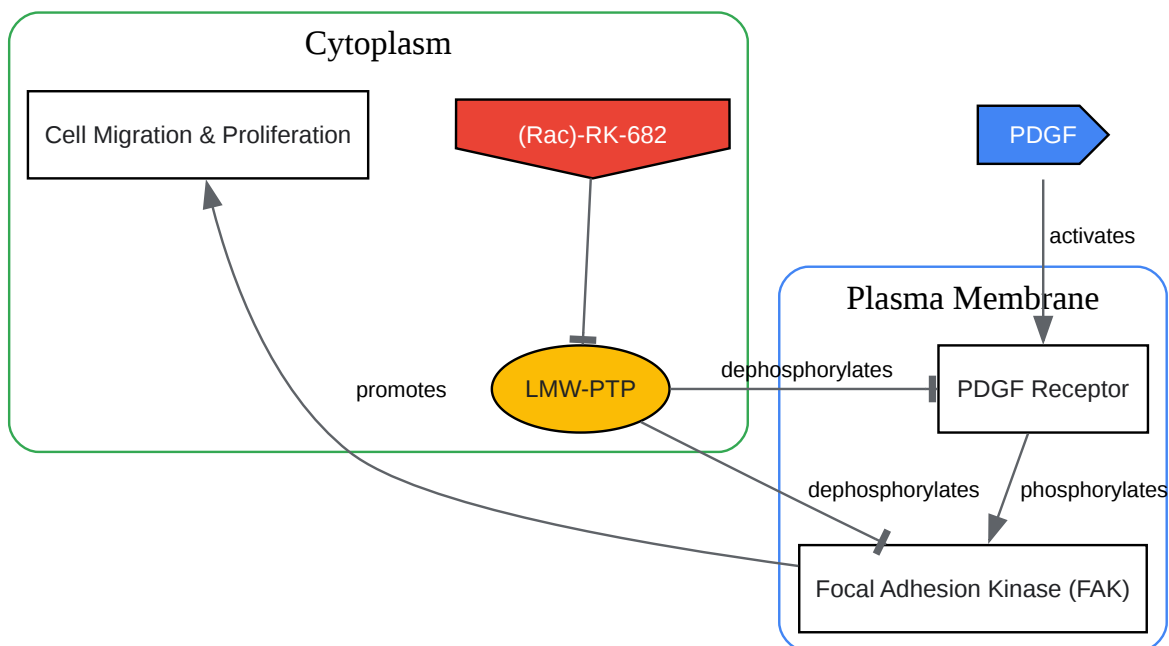 Cytoplasm
Cell Migration & Proliferation
(Rac)-RK-682
PDGF
activates
Plasma Membrane
promotes
LMW-PTP
dephosphorylates
PDGF Receptor
dephosphorylates
phosphorylates
Focal Adhesion Kinase (FAK)